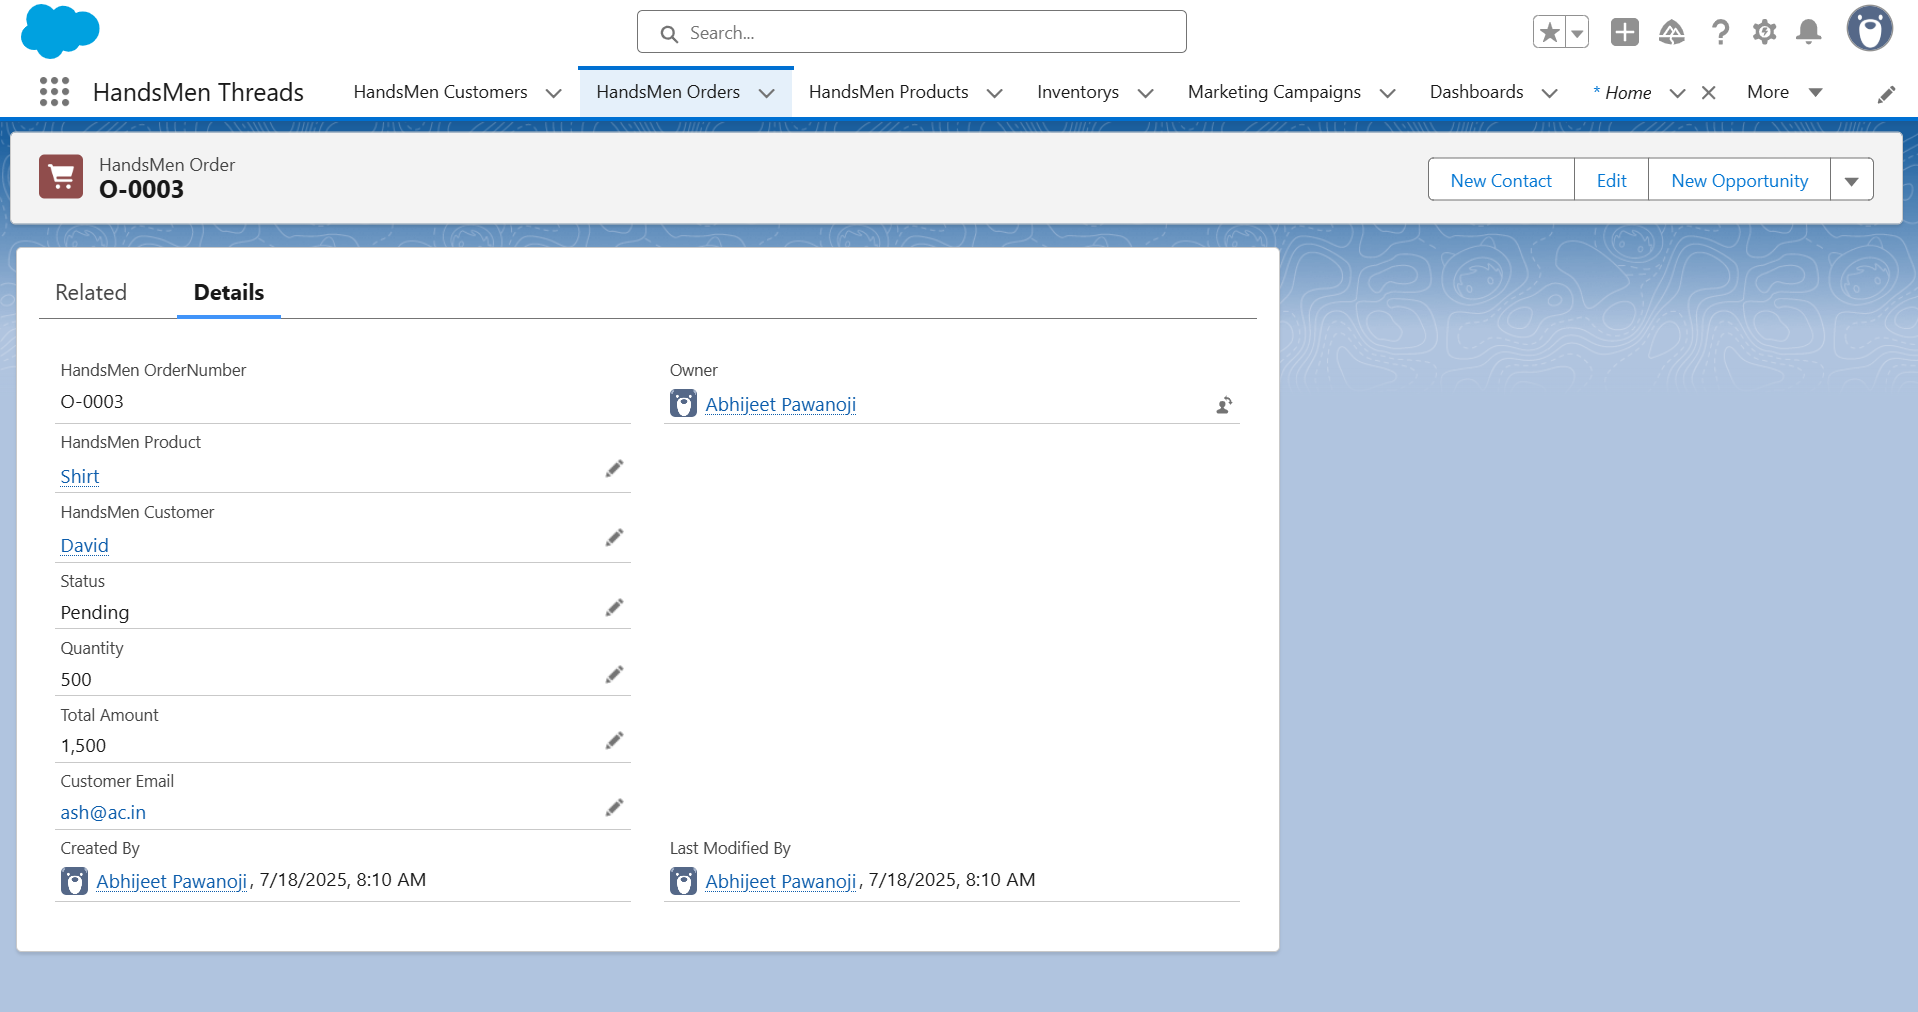 Search...
HandsMen Threads
HandsMen Customers
HandsMen Orders
HandsMen Products
Inventorys
Marketing Campaigns
Dashboards
* Home
More
HandsMen Order
O-0003
New Contact
Edit
New Opportunity
Related
Details
HandsMen OrderNumber
O-0003
Owner
Abhijeet Pawanoji
HandsMen Product
Shirt
HandsMen Customer
David
Status
Pending
Quantity
500
Total Amount
1,500
Customer Email
ash@ac.in
Created By
Abhijeet Pawanoji, 7/18/2025, 8:10 AM
Last Modified By
Abhijeet Pawanoji, 7/18/2025, 8:10 AM